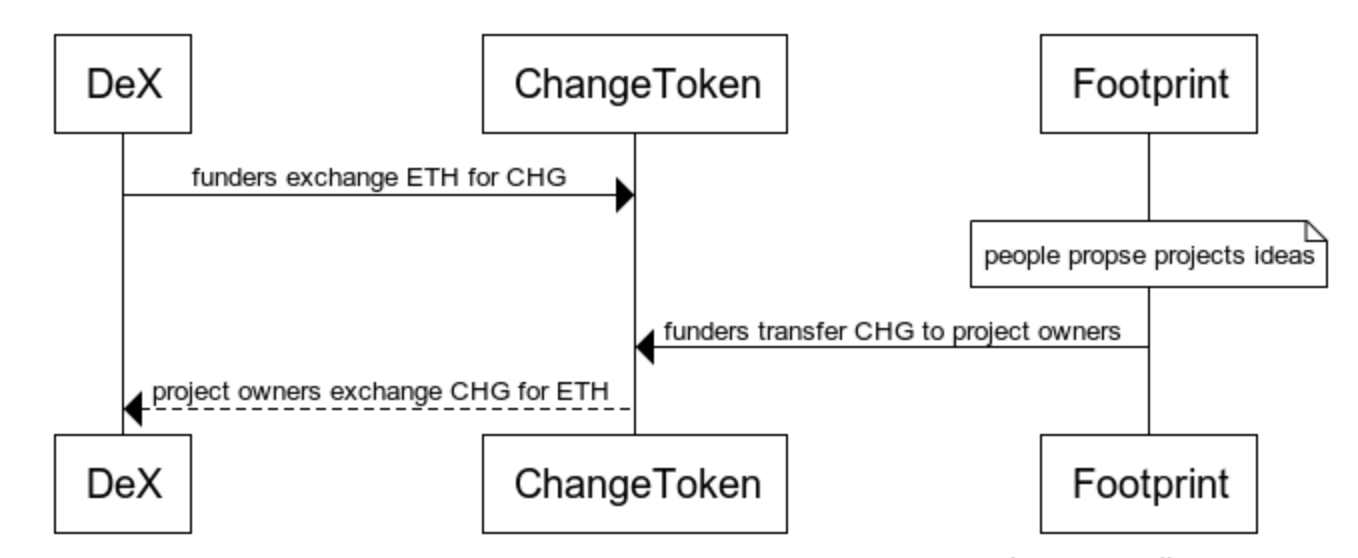 DeX
ChangeToken
Footprint
funders exchange ETH for CHG
people propse projects ideas
funders transfer CHG to project owners
project owners exchange CHG for ETH
DeX
ChangeToken
Footprint